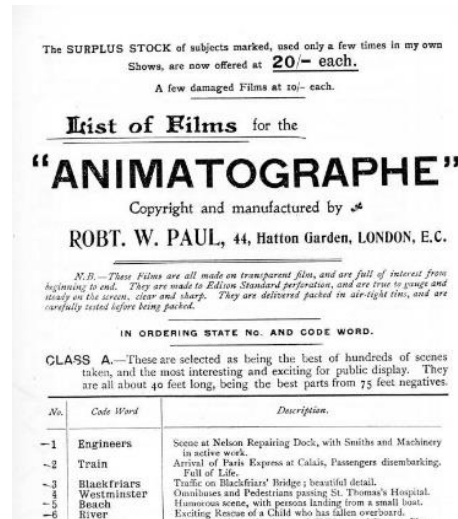 The SURPLUS STOCK of subjects marked, used only a few times in my own
Shows, are now offered at 20/- each.
A few damaged Films at 10/- each.
List of Films for the
"ANIMATOGRAPHE"
Copyright and manufactured by
ROBT. W. PAUL, 44, Hatton Garden, LONDON, E.C.
N.B.—These Films are all made on transparent film, and are full of interest from
beginning to end. They are made to Edison Standard perforation, and are true to gauge and
steady on the screen, clear and sharp. They are delivered packed in air-tight tins, and are
carefully tested before being packed.
IN ORDERING STATE No. AND CODE WORD.
CLASS A.—These are selected as being the best of hundreds of scenes
taken, and the most interesting and exciting for public display. They
are all about 40 feet long, being the best parts from 75 feet negatives.
No. Code Word Description.
—1 Engineers Scene at Nelson Repairing Dock, with Smiths and Machinery
in active work.
—2 Train Arrival of Paris Express at Calais, Passengers disembarking.
Full of Life.
—3 Blackfriars Traffic on Blackfriars' Bridge; beautiful detail.
4 Westminster Omnibuses and Pedestrians passing St. Thomas's Hospital.
—5 Beach Humorous scene, with persons landing from a small boat.
—6 River Exciting Rescue of a Child who has fallen overboard.